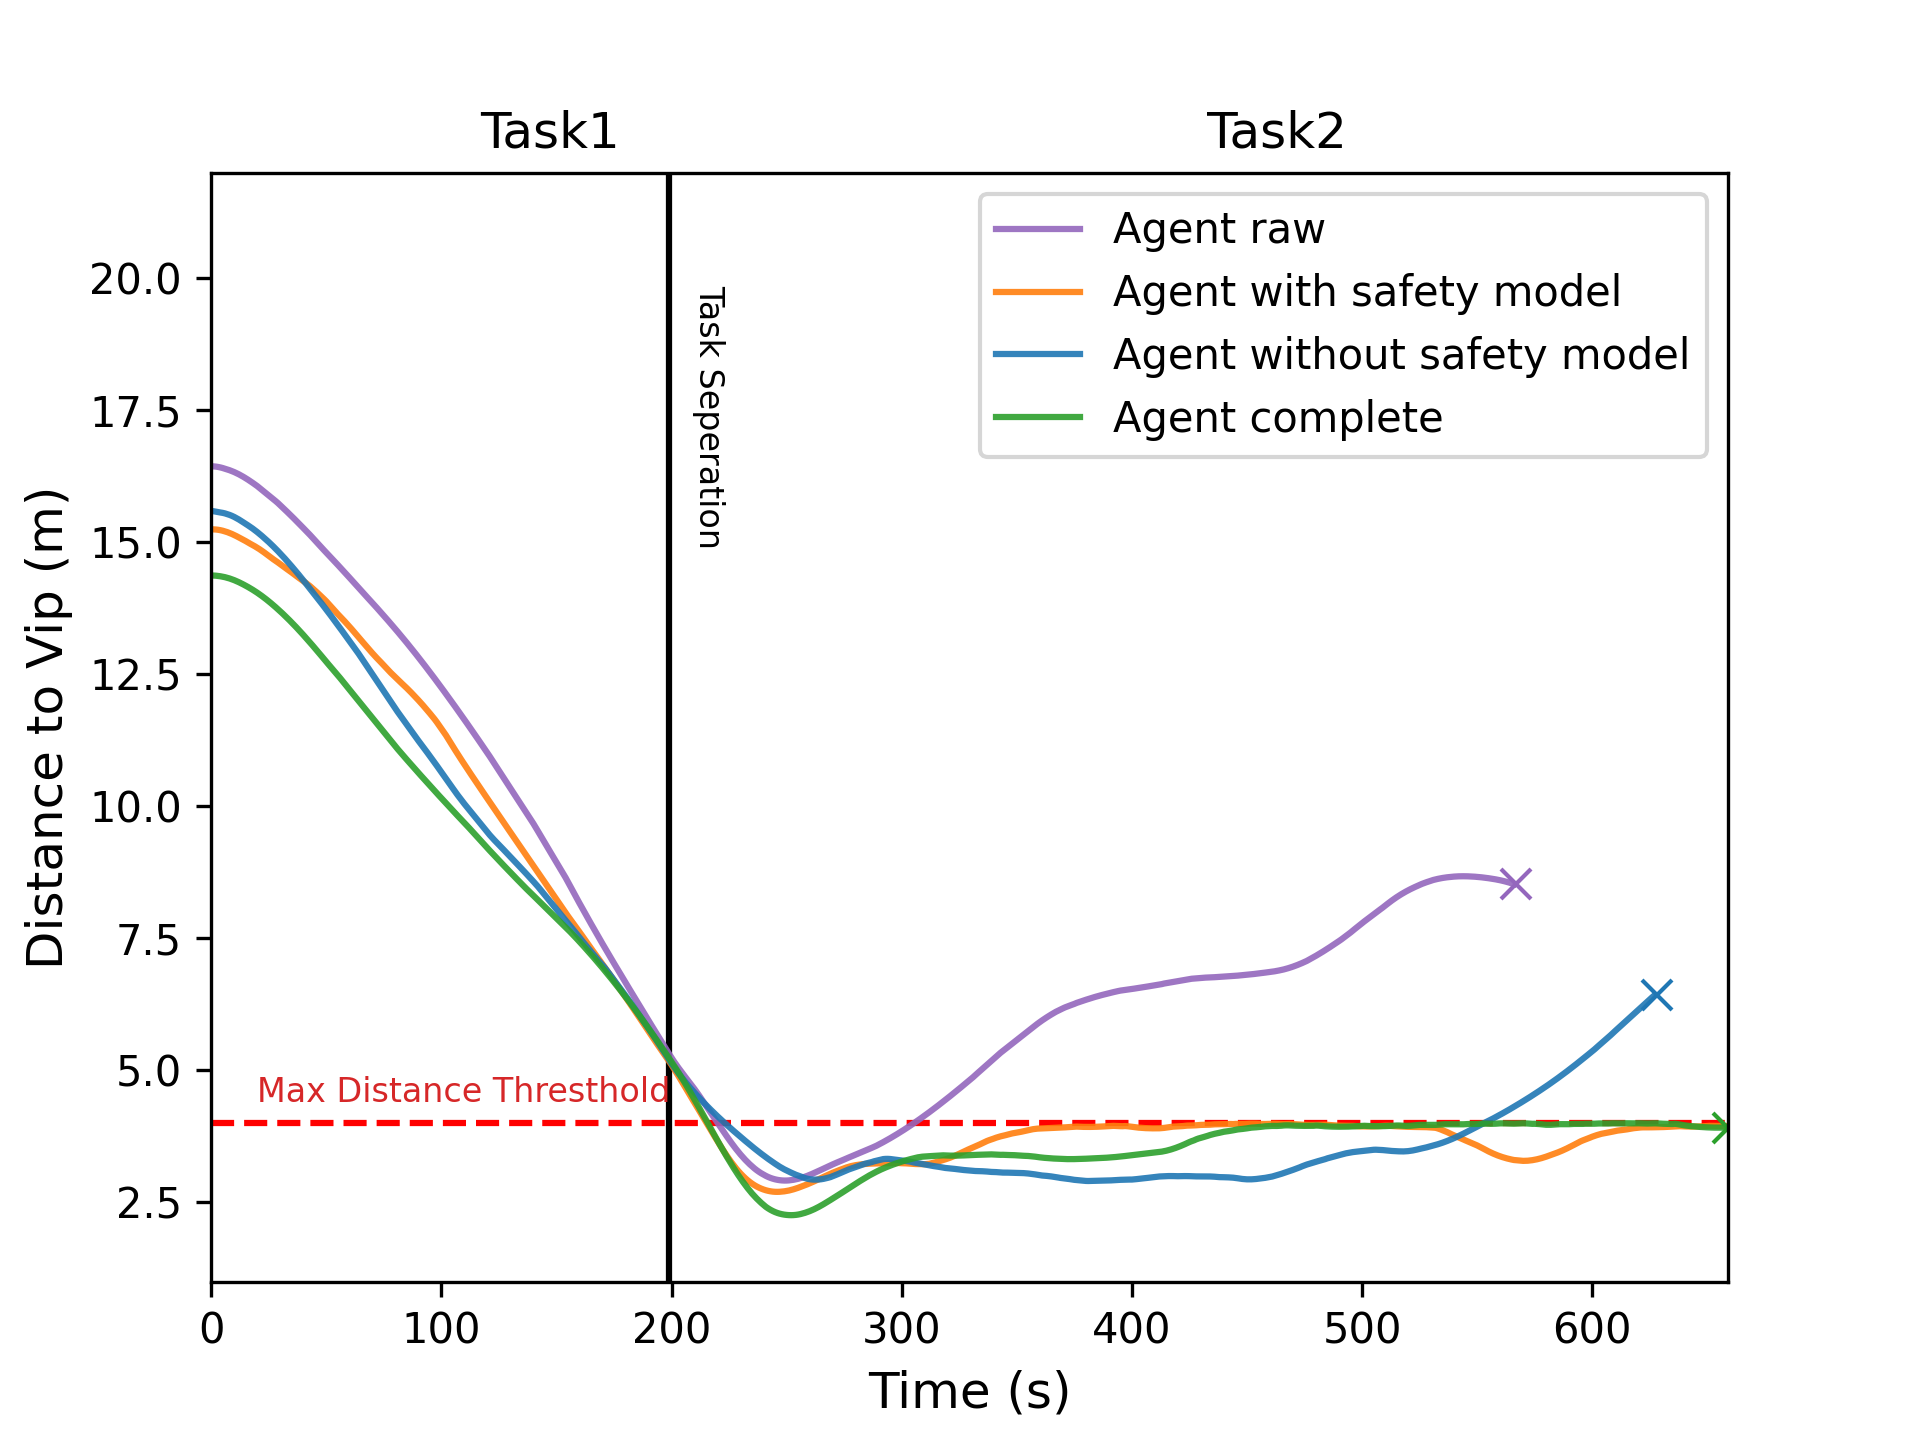 Task1
Task2
Agent raw
Agent with safety model
Agent without safety model
Agent complete
Task Seperation
Max Distance Thresthold
Distance to Vip (m)
20.0
17.5
15.0
12.5
10.0
7.5
5.0
2.5
0 100 200 300 400 500 600
Time (s)